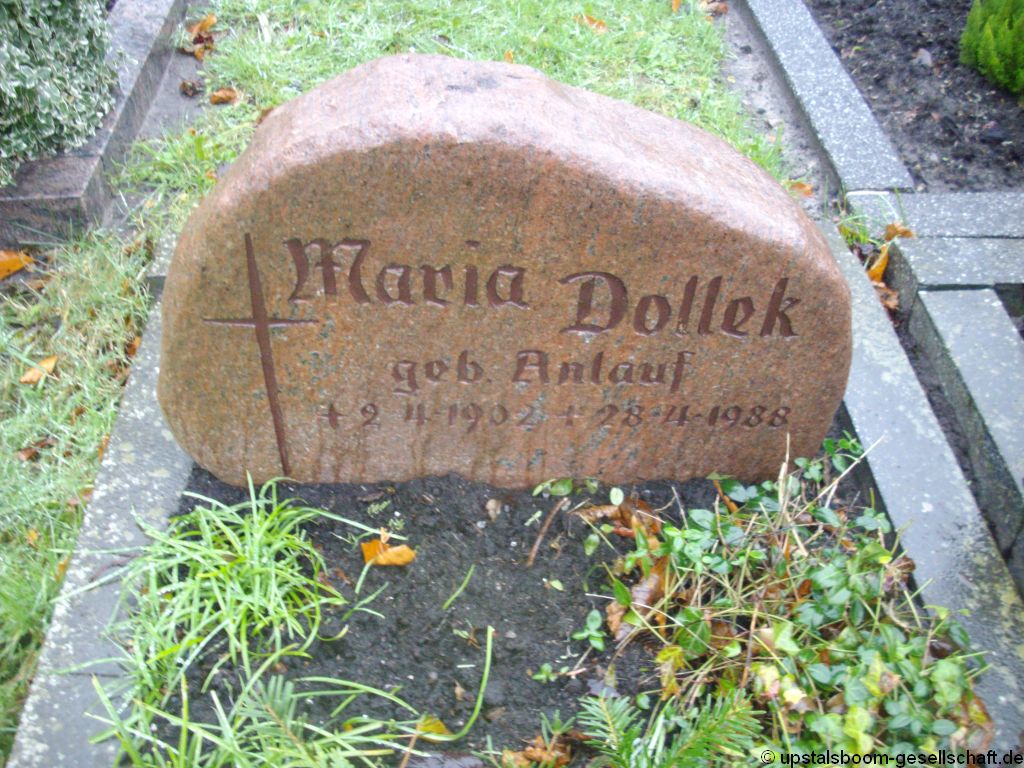 Maria Dollek
geb. Anlauf
+ 2 4·1902 + 28·4·1988
© upstalsboom-gesellschaft.de